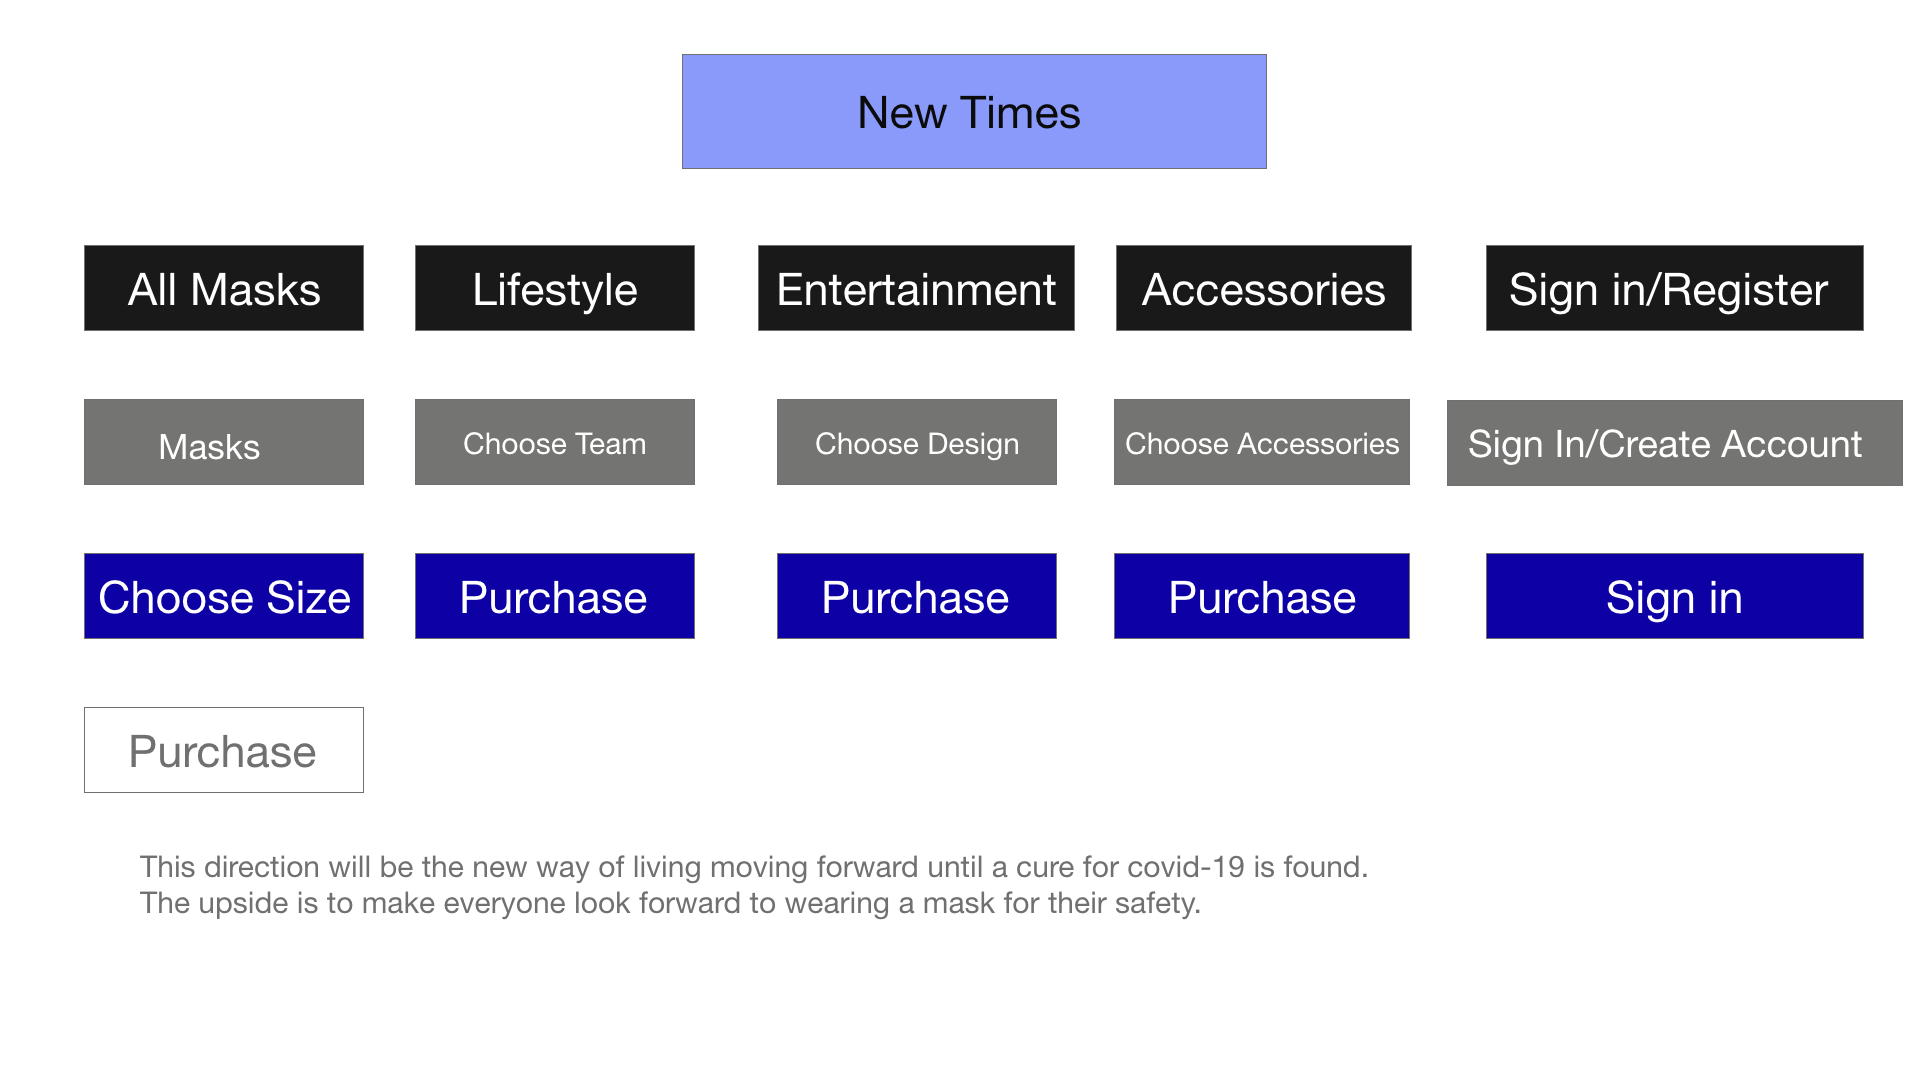 New Times
All Masks
Lifestyle
Entertainment
Accessories
Sign in/Register
Masks
Choose Team
Choose Design
Choose Accessories
Sign In/Create Account
Choose Size
Purchase
Purchase
Purchase
Sign in
Purchase
This direction will be the new way of living moving forward until a cure for covid-19 is found.
The upside is to make everyone look forward to wearing a mask for their safety.